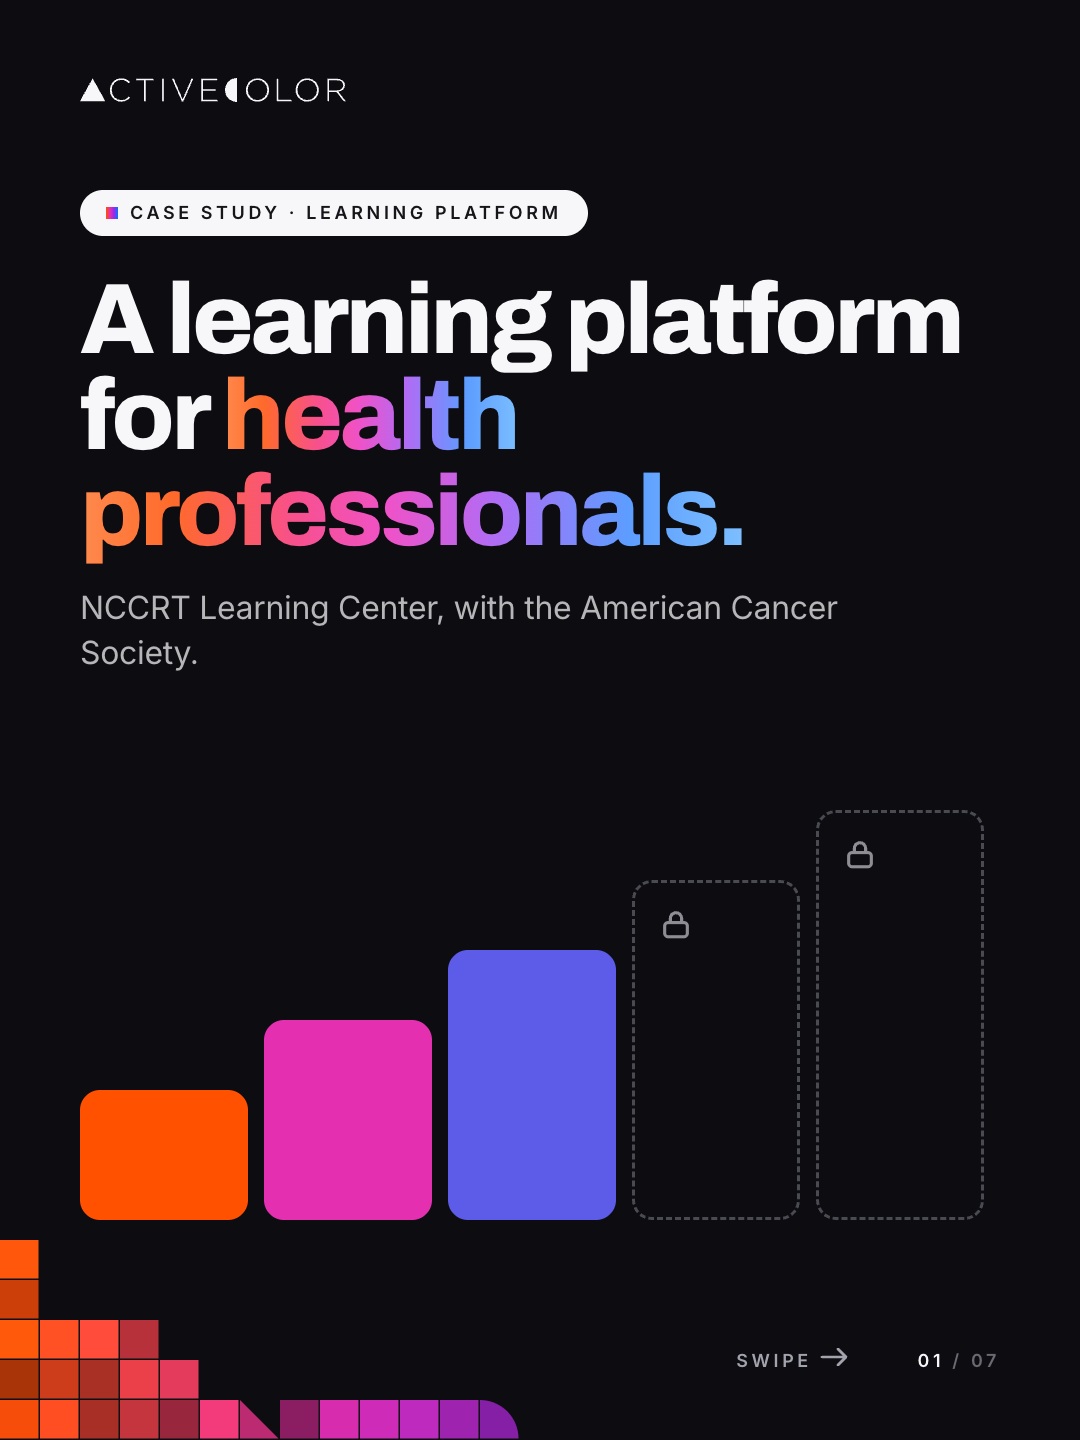 ACTIVECOLOR
CASE STUDY · LEARNING PLATFORM
A learning platform
for health
professionals.
NCCRT Learning Center, with the American Cancer
Society.
SWIPE → 01 / 07